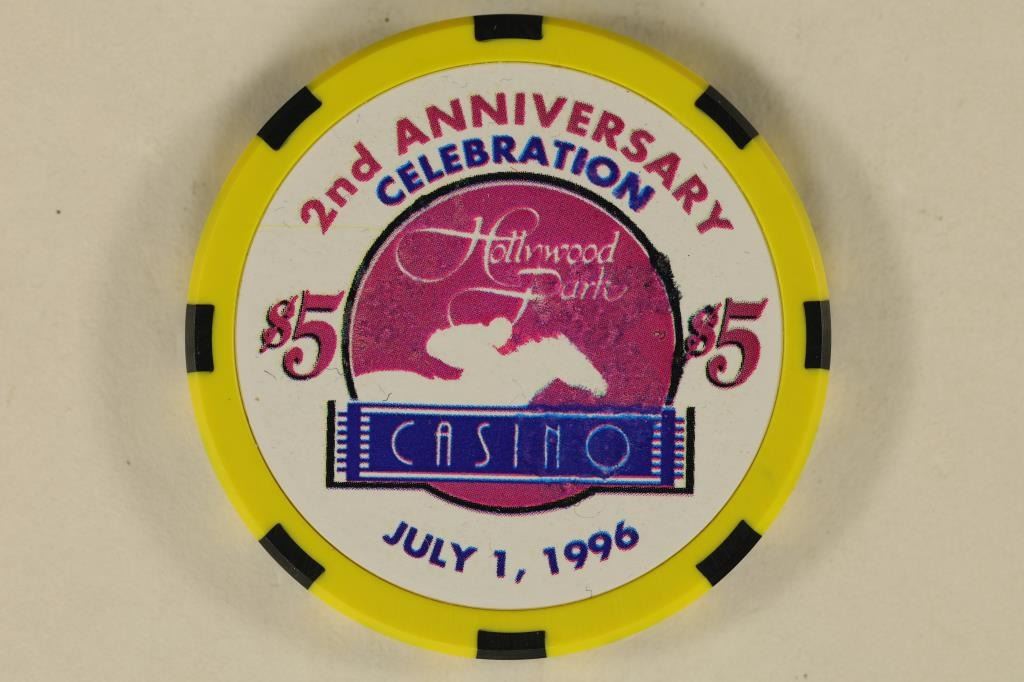 2nd ANNIVERSARY
CELEBRATION
Hollywood
Park
$5 $5
CASINO
JULY 1, 1996